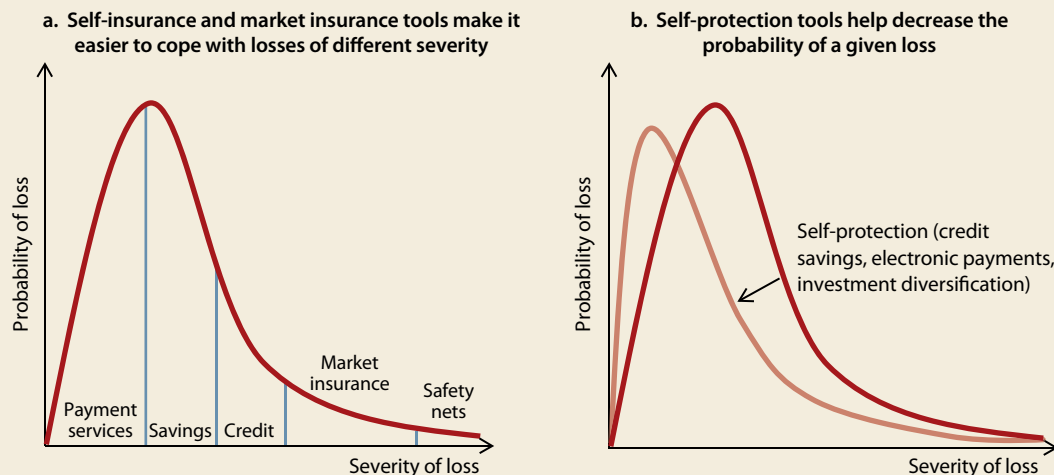 a. Self-insurance and market insurance tools make it
easier to cope with losses of different severity
Probability of loss
Payment
services
Savings
Credit
Market
insurance
Safety
nets
Severity of loss
b. Self-protection tools help decrease the
probability of a given loss
Probability of loss
Self-protection (credit
savings, electronic payments,
investment diversification)
Severity of loss